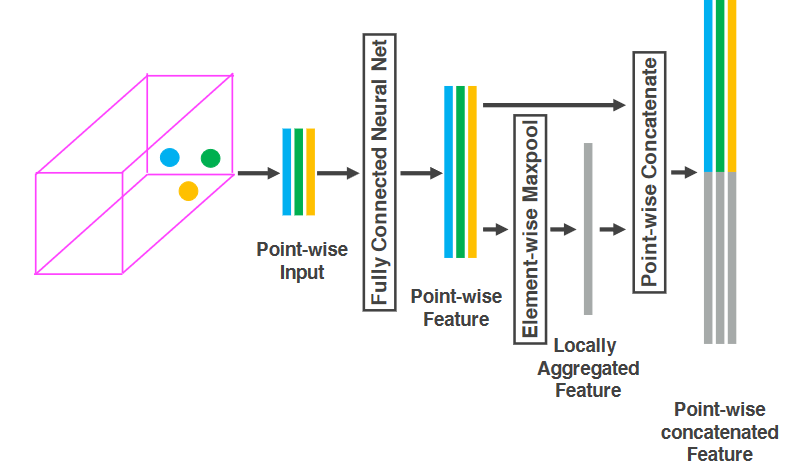 Point-wise
Input
Fully Connected Neural Net
Point-wise
Feature
Element-wise Maxpool
Locally
Aggregated
Feature
Point-wise Concatenate
Point-wise
concatenated
Feature